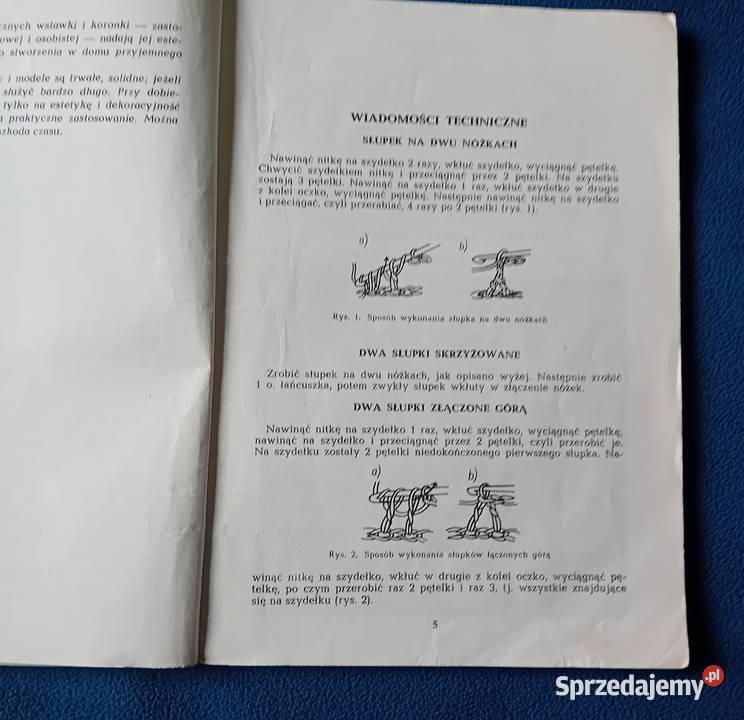 cznych wstawki i koronki — zasto-
owej i osobistej — nadają jej este-
o stworzenia w domu przyjemnego
i modele są trwałe, solidne, jeżeli
służyć bardzo długo. Przy dobie-
tylko na estetykę i dekoracyjność
praktyczne zastosowanie. Można
szkoda czasu.
WIADOMOŚCI TECHNICZNE
SŁUPEK NA DWU NÓŻKACH
Nawinąć nitkę na szydełko 2 razy, wkłuć szydełko, wyciągnąć pętelkę.
Chwycić szydełkiem nitkę i przeciągnąć przez 2 pętelki. Na szydełku
zostają 3 pętelki. Nawinąć na szydełko 1 raz, wkłuć szydełko w drugie
z kolei oczko, wyciągnąć pętelkę. Następnie nawinąć nitkę na szydełko
i przeciągać, czyli przerabiać, 4 razy po 2 pętelki (rys. 1).
a) b)
Rys. 1. Sposób wykonania słupka na dwu nóżkach
DWA SŁUPKI SKRZYŻOWANE
Zrobić słupek na dwu nóżkach, jak opisano wyżej. Następnie zrobić
1 o. łańcuszka, potem zwykły słupek wkłuty w złączenie nóżek.
DWA SŁUPKI ZŁĄCZONE GÓRĄ
Nawinąć nitkę na szydełko 1 raz, wkłuć szydełko, wyciągnąć pętelkę,
nawinąć na szydełko i przeciągnąć przez 2 pętelki, czyli przerobić je.
Na szydełku zostały 2 pętelki niedokończonego pierwszego słupka. Na-
a) b)
Rys. 2. Sposób wykonania słupków łączonych górą
winąć nitkę na szydełko, wkłuć w drugie z kolei oczko, wyciągnąć pę-
telkę, po czym przerobić raz 2 pętelki i raz 3, tj. wszystkie znajdujące
się na szydełku (rys. 2).
5
Sprzedajemy.pl